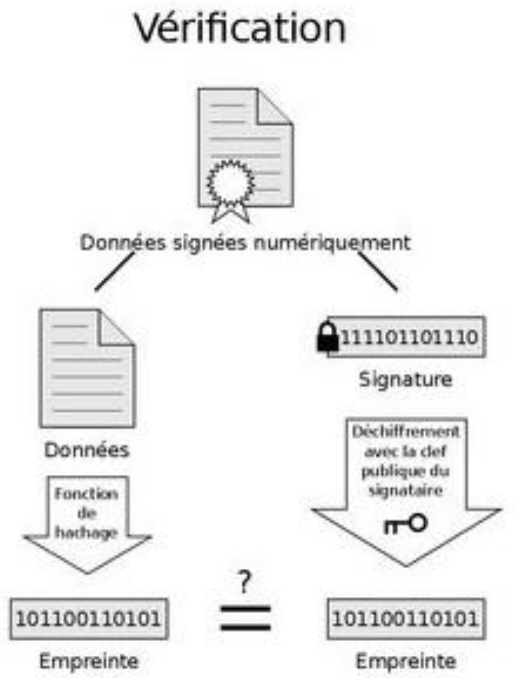 Vérification
Données signées numériquement
111101101110
Signature
Données
Déchiffrement
avec la clef
publique du
signataire
Fonction
de
hachage
?
=
101100110101
101100110101
Empreinte
Empreinte